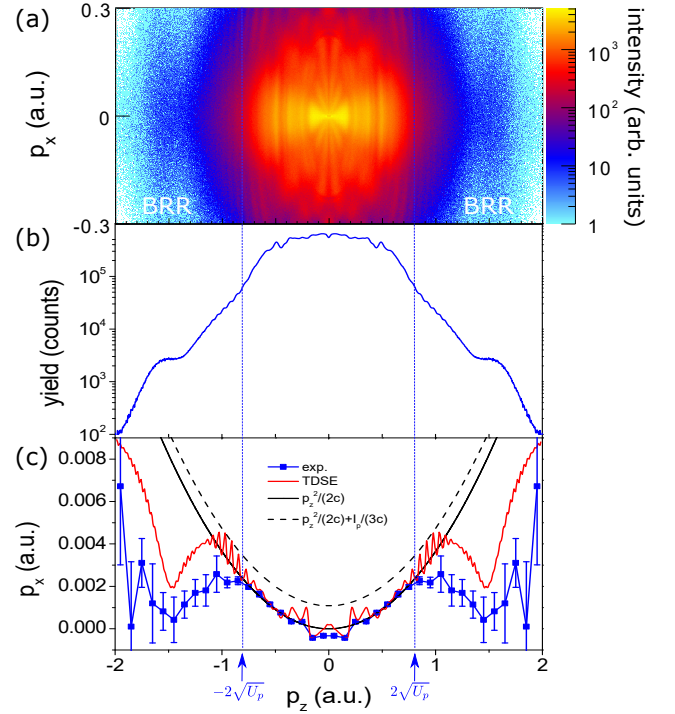 (a)
0.3
0
-0.3
p_x (a.u.)
BRR
BRR
10^3
10^2
10
1
intensity (arb. units)
(b)
10^5
10^4
10^3
10^2
yield (counts)
(c)
0.008
0.006
0.004
0.002
0.000
p_x (a.u.)
exp.
TDSE
p_z^2/(2c)
p_z^2/(2c)+I_p/(3c)
-2 -1 0 1 2
-2√U_p p_z (a.u.) 2√U_p